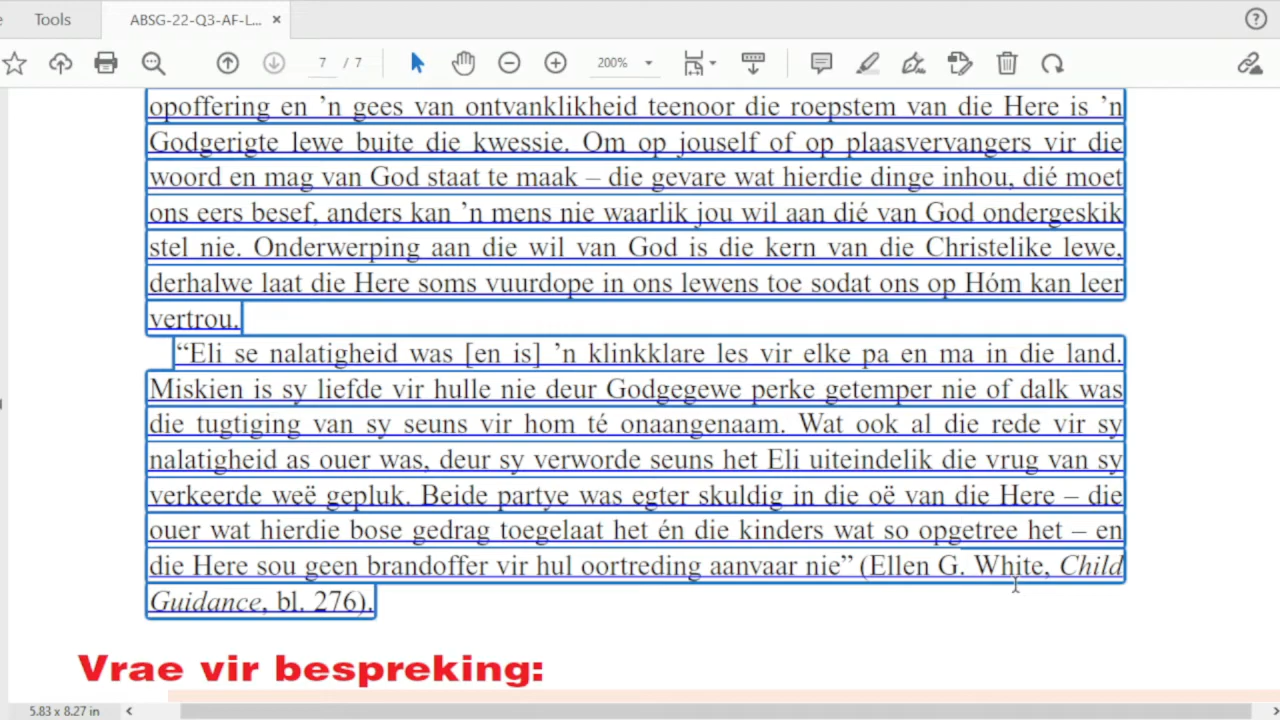 Tools
ABSG-22-Q3-AF-L...
7 / 7
200%
opoffering en ’n gees van ontvanklikheid teenoor die roepstem van die Here is ’n
Godgerigte lewe buite die kwessie. Om op jouself of op plaasvervangers vir die
woord en mag van God staat te maak – die gevare wat hierdie dinge inhou, dié moet
ons eers besef, anders kan ’n mens nie waarlik jou wil aan dié van God ondergeskik
stel nie. Onderwerping aan die wil van God is die kern van die Christelike lewe,
derhalwe laat die Here soms vuurdope in ons lewens toe sodat ons op Hóm kan leer
vertrou.
“Eli se nalatigheid was [en is] ’n klinkklare les vir elke pa en ma in die land.
Miskien is sy liefde vir hulle nie deur Godgegewe perke getemper nie of dalk was
die tugtiging van sy seuns vir hom té onaangenaam. Wat ook al die rede vir sy
nalatigheid as ouer was, deur sy verworde seuns het Eli uiteindelik die vrug van sy
verkeerde weë gepluk. Beide partye was egter skuldig in die oë van die Here – die
ouer wat hierdie bose gedrag toegelaat het én die kinders wat so opgetree het – en
die Here sou geen brandoffer vir hul oortreding aanvaar nie” (Ellen G. White, Child
Guidance, bl. 276).
Vrae vir bespreking:
5.83 x 8.27 in